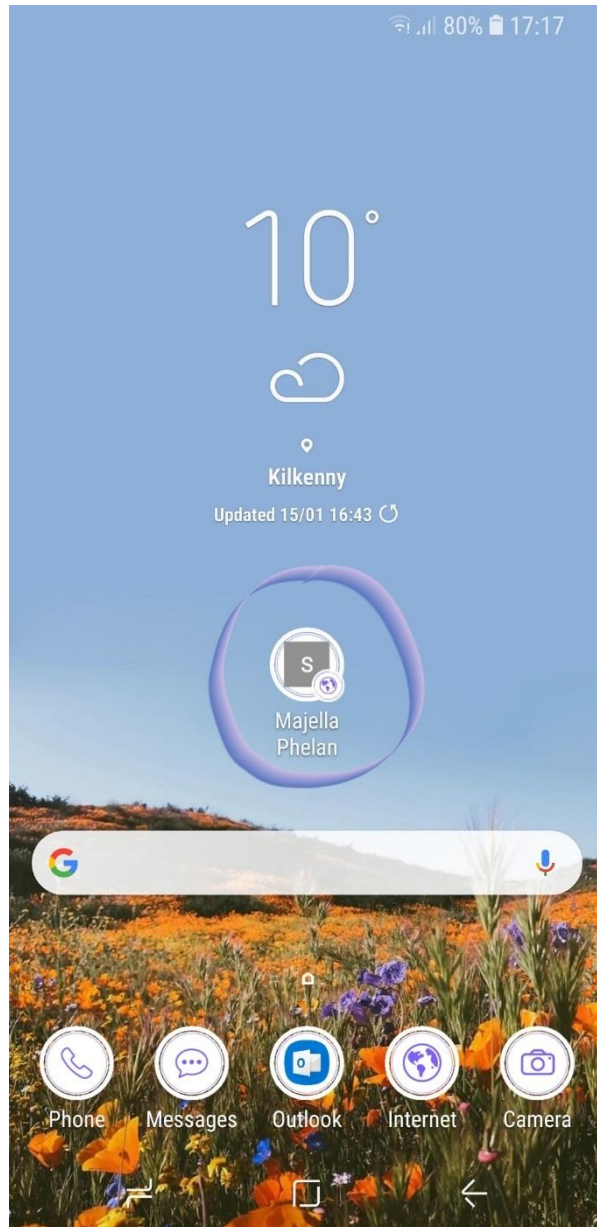 80% 17:17
10°
Kilkenny
Updated 15/01 16:43
S
Majella
Phelan
G
Phone Messages Outlook Internet Camera